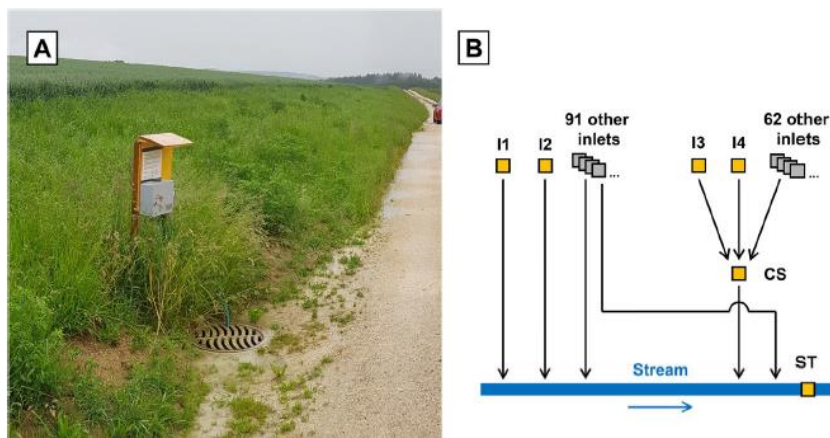 A
B
91 other
inlets
62 other
inlets
I1
I2
I3
I4
...
...
CS
ST
Stream